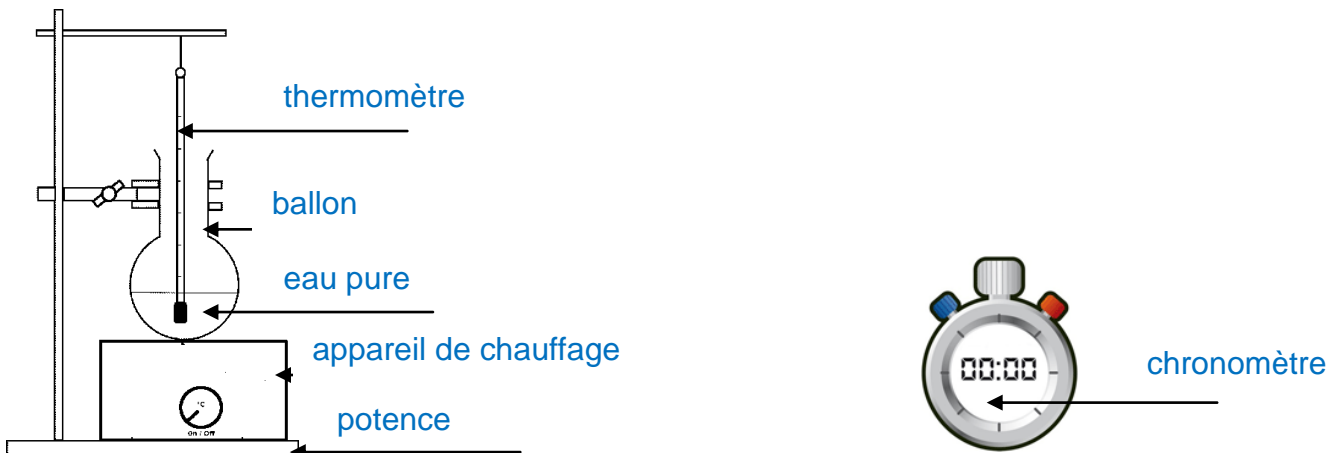 thermomètre
ballon
eau pure
appareil de chauffage
°C
On / Off
potence
00:00
chronomètre